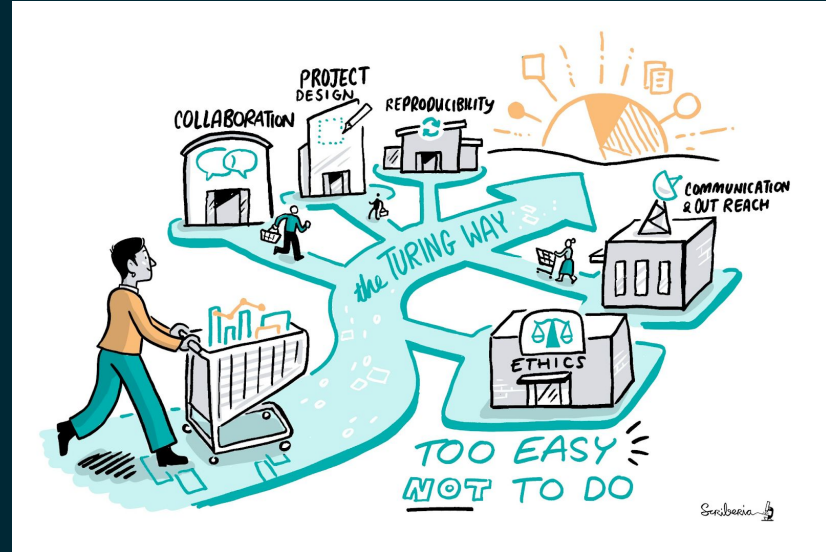 PROJECT
DESIGN
COLLABORATION
REPRODUCIBILITY
COMMUNICATION
& OUT REACH
the TURING WAY
ETHICS
TOO EASY
NOT TO DO
Scriberia